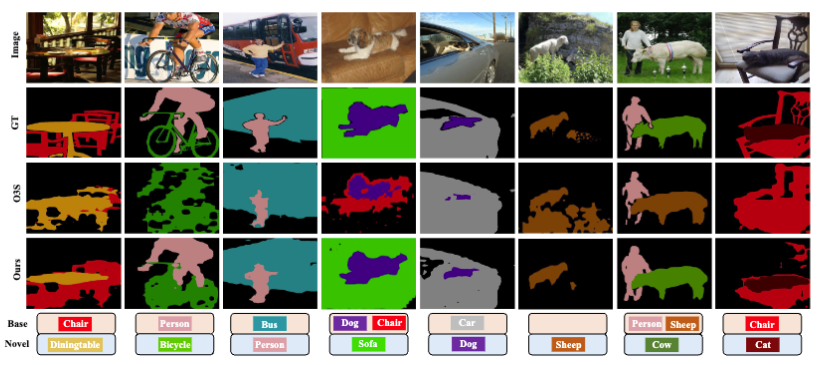 Image
GT
O3S
Ours
Base Chair Person Bus Dog Chair Car Person Sheep Chair
Novel Diningtable Bicycle Person Sofa Dog Sheep Cow Cat